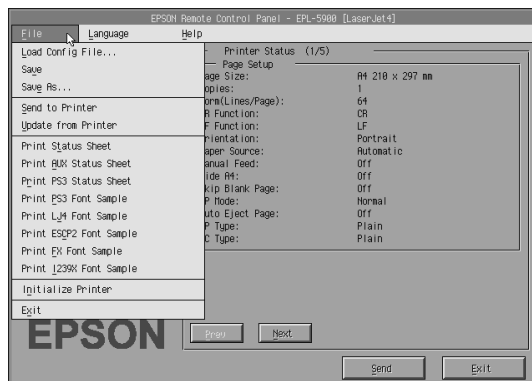 EPSON Remote Control Panel - EPL-5900 [LaserJet4]
File Language Help
Load Config File...
Save
Save As...
Send to Printer
Update from Printer
Print Status Sheet
Print AUX Status Sheet
Print PS3 Status Sheet
Print PS3 Font Sample
Print LJ4 Font Sample
Print ESCP2 Font Sample
Print FX Font Sample
Print I239X Font Sample
Initialize Printer
Exit
Printer Status (1/5)
Page Setup
age Size: A4 210 x 297 mm
opies: 1
orm(Lines/Page): 64
R Function: CR
F Function: LF
rientation: Portrait
aper Source: Automatic
anual Feed: Off
ide A4: Off
kip Blank Page: Off
P Mode: Normal
uto Eject Page: Off
P Type: Plain
C Type: Plain
EPSON
Prev Next
Send Exit